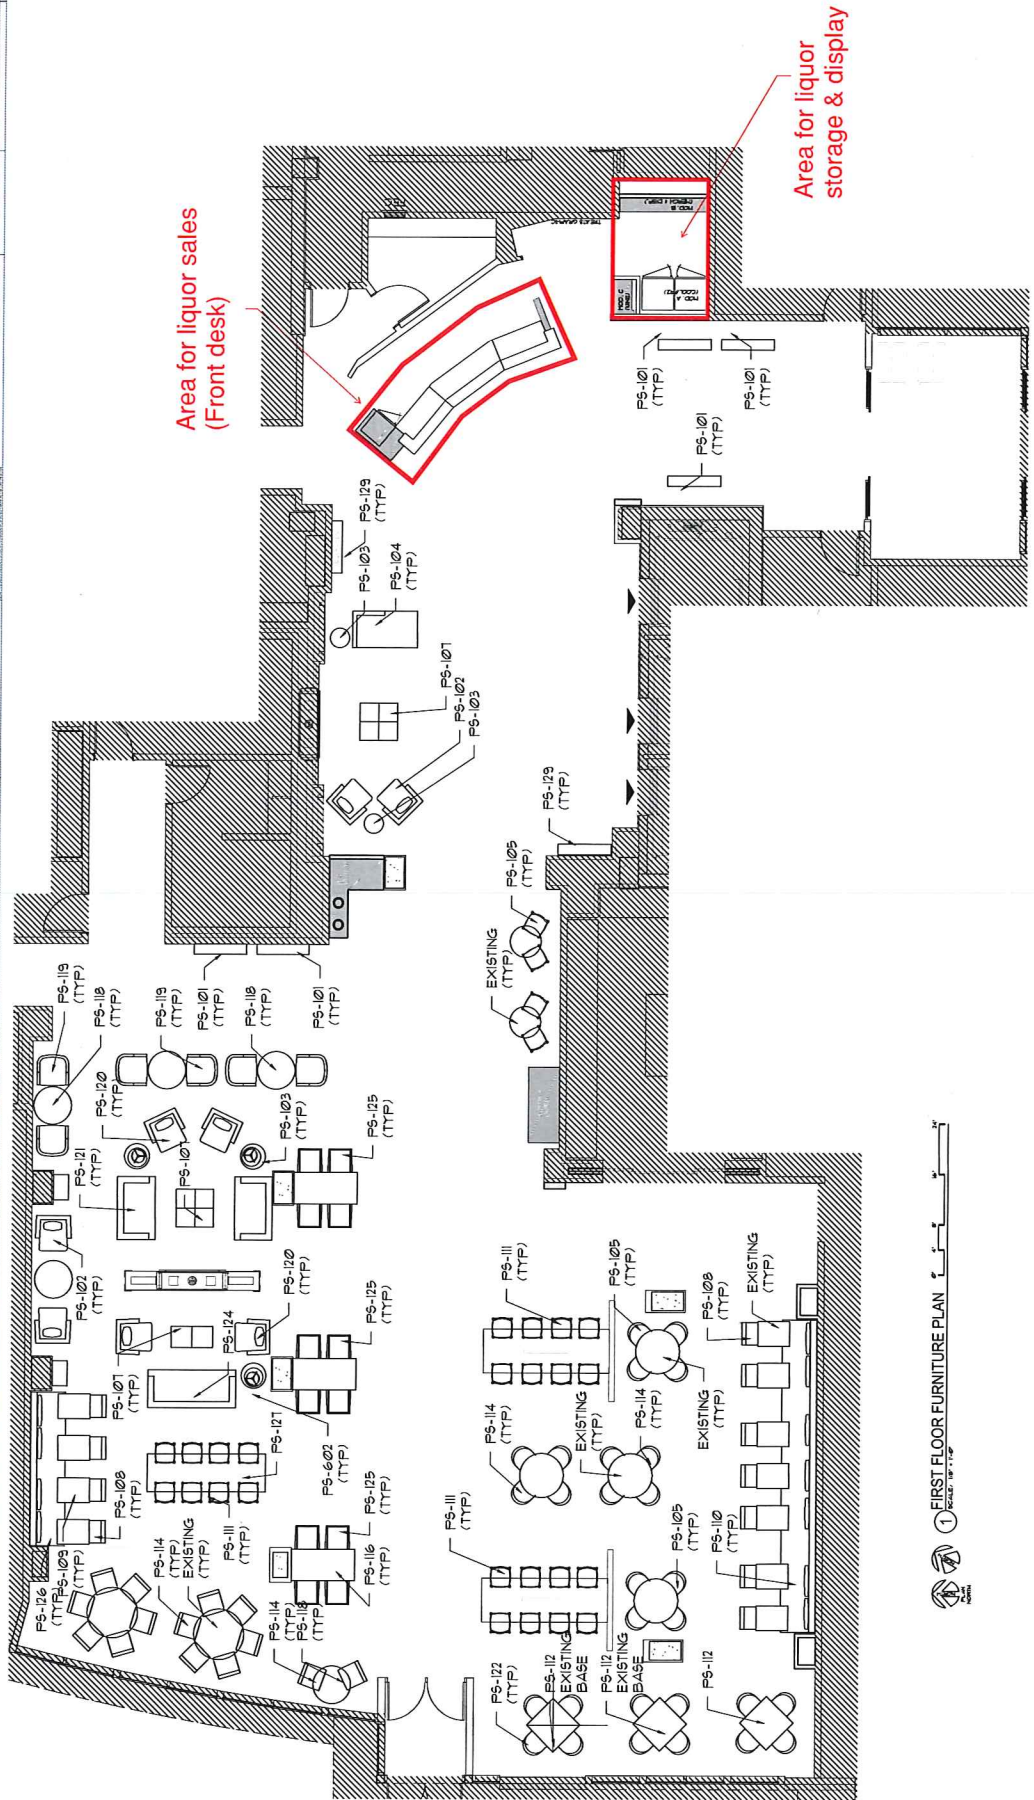 Area for liquor sales
(Front desk)
Area for liquor
storage & display
PS-101
(TYP)
PS-101
(TYP)
PS-101
(TYP)
PS-129
(TYP)
PS-103
PS-104
(TYP)
PS-107
PS-102
PS-103
PS-129
(TYP)
PS-105
(TYP)
EXISTING
(TYP)
PS-119
(TYP)
PS-118
(TYP)
PS-119
(TYP)
PS-101
(TYP)
PS-118
(TYP)
PS-101
(TYP)
PS-120
(TYP)
PS-121
(TYP)
PS-107
PS-103
(TYP)
PS-125
(TYP)
PS-102
(TYP)
PS-120
(TYP)
PS-124
PS-107
(TYP)
PS-125
(TYP)
PS-127
PS-602
(TYP)
PS-108
(TYP)
PS-109
(TYP)
PS-126
(TYP)
PS-111
(TYP)
PS-125
(TYP)
PS-116
(TYP)
PS-114
(TYP)
EXISTING
(TYP)
PS-114
(TYP)
PS-118
(TYP)
PS-111
(TYP)
PS-105
(TYP)
PS-108
(TYP)
EXISTING
(TYP)
EXISTING
(TYP)
PS-114
(TYP)
EXISTING
(TYP)
PS-114
(TYP)
PS-111
(TYP)
PS-105
(TYP)
PS-110
(TYP)
PS-122
(TYP)
PS-112
EXISTING
BASE
PS-112
EXISTING
BASE
PS-112
PLAN
NORTH
1 FIRST FLOOR FURNITURE PLAN